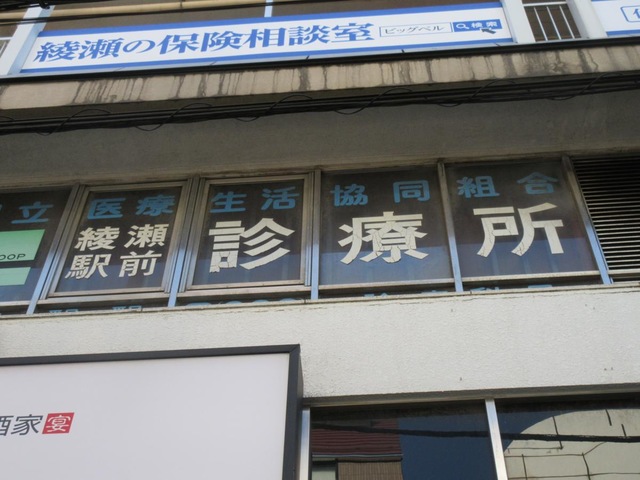 綾瀬の保険相談室 ビッグベル 検索
立 医療 生活 協同 組合
綾瀬
駅前
診療所
OOP
酒家 宴